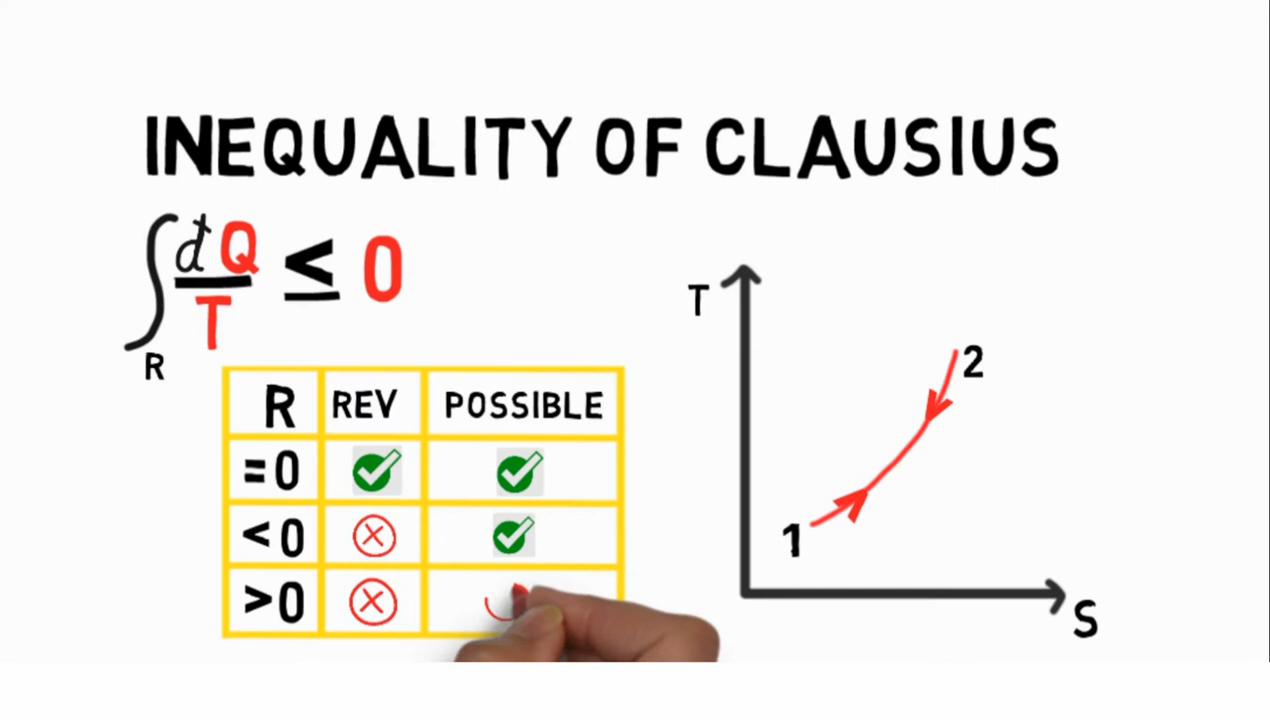 INEQUALITY OF CLAUSIUS
∫R đQ/T ≤ 0
R REV POSSIBLE
=0
<0
>0
T
2
1
S